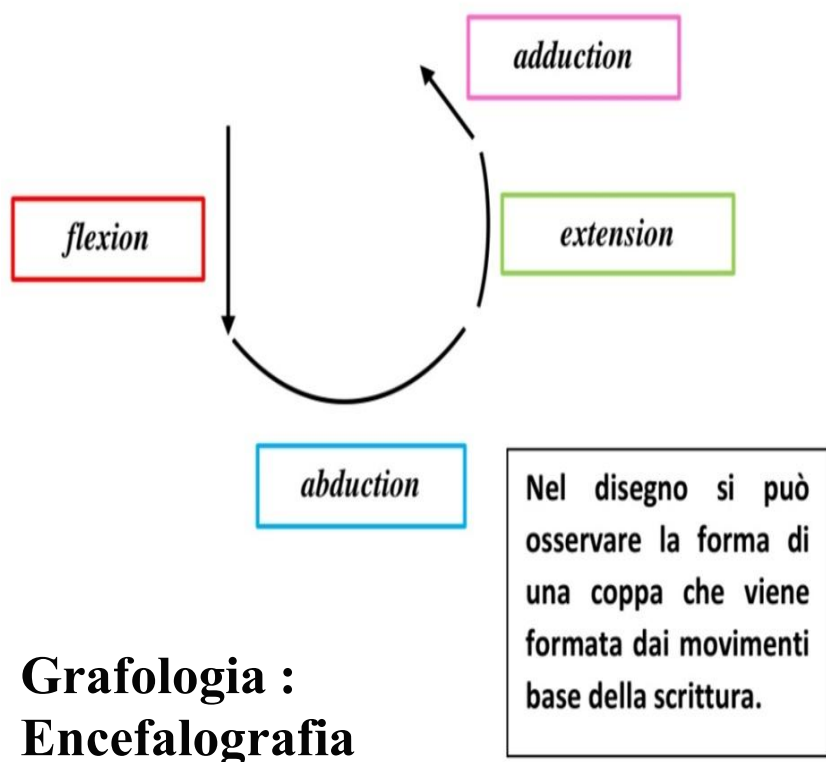 adduction
flexion
extension
abduction
Nel disegno si può
osservare la forma di
una coppa che viene
formata dai movimenti
base della scrittura.
Grafologia :
Encefalografia